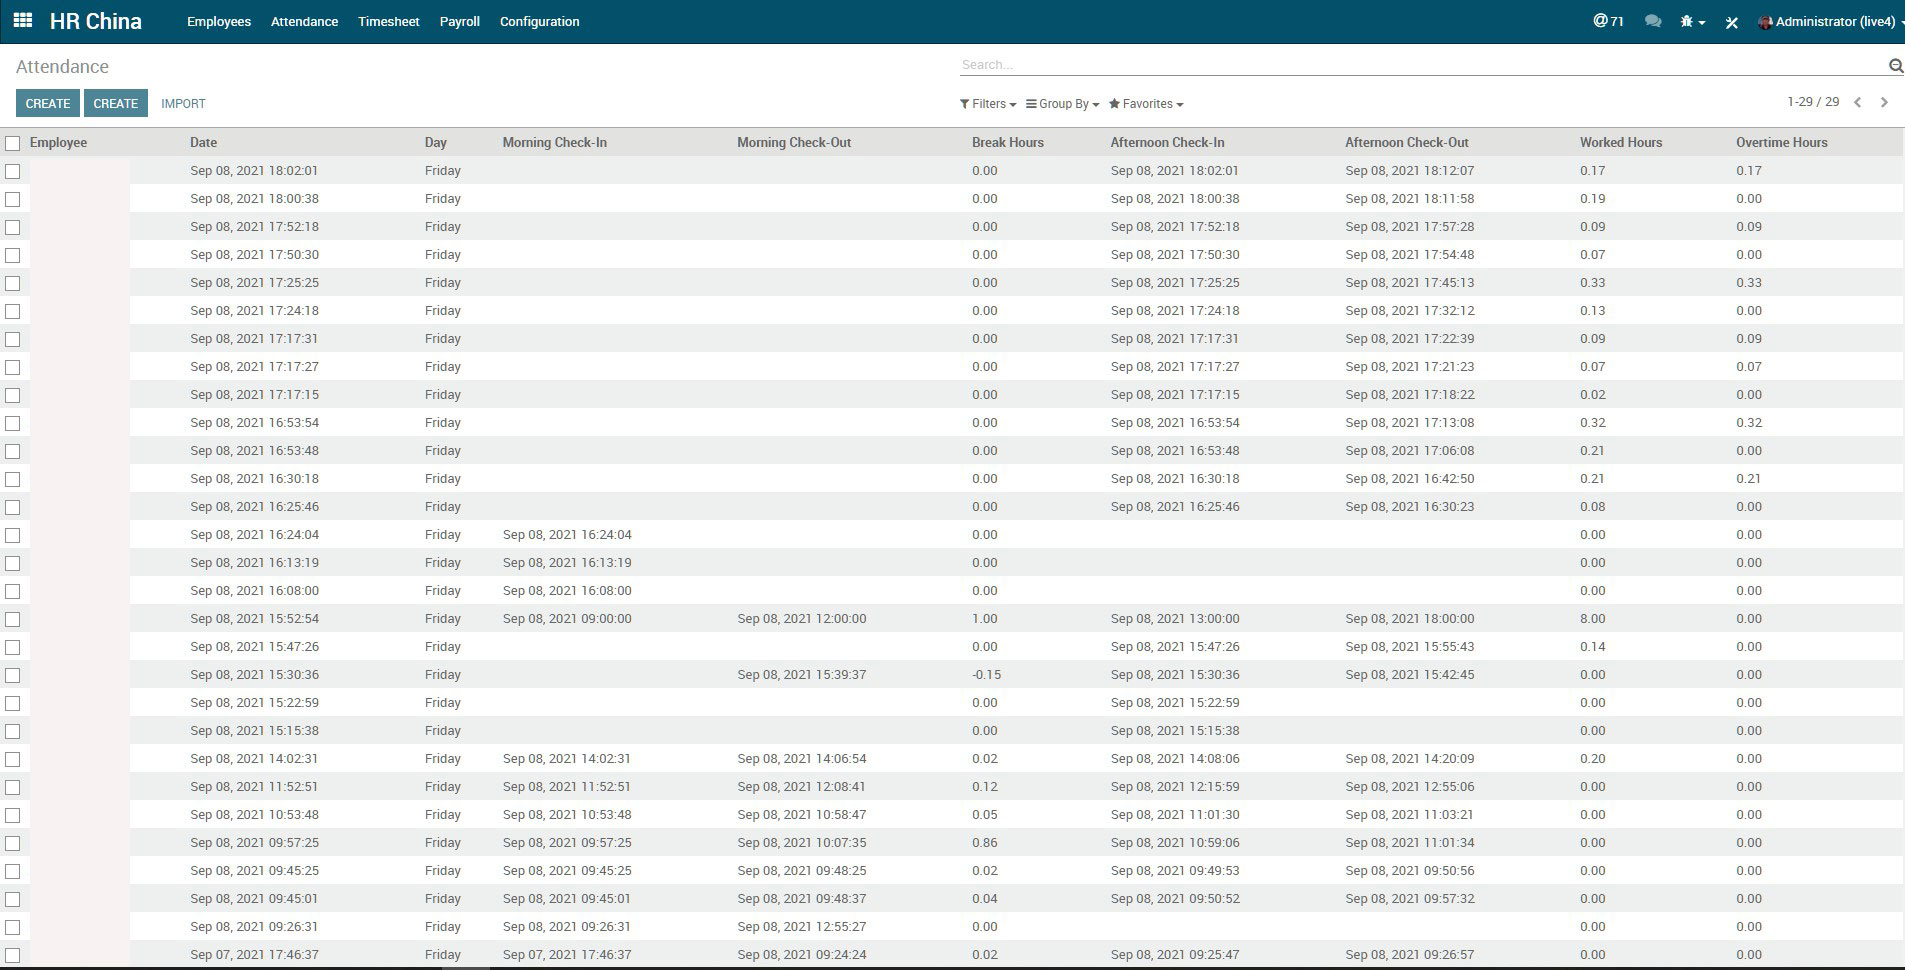 HR China Employees Attendance Timesheet Payroll Configuration @71 Administrator (live4)
Attendance Search...
CREATE CREATE IMPORT Filters Group By Favorites 1-29 / 29
Employee Date Day Morning Check-In Morning Check-Out Break Hours Afternoon Check-In Afternoon Check-Out Worked Hours Overtime Hours
Sep 08, 2021 18:02:01 Friday 0.00 Sep 08, 2021 18:02:01 Sep 08, 2021 18:12:07 0.17 0.17
Sep 08, 2021 18:00:38 Friday 0.00 Sep 08, 2021 18:00:38 Sep 08, 2021 18:11:58 0.19 0.00
Sep 08, 2021 17:52:18 Friday 0.00 Sep 08, 2021 17:52:18 Sep 08, 2021 17:57:28 0.09 0.09
Sep 08, 2021 17:50:30 Friday 0.00 Sep 08, 2021 17:50:30 Sep 08, 2021 17:54:48 0.07 0.00
Sep 08, 2021 17:25:25 Friday 0.00 Sep 08, 2021 17:25:25 Sep 08, 2021 17:45:13 0.33 0.33
Sep 08, 2021 17:24:18 Friday 0.00 Sep 08, 2021 17:24:18 Sep 08, 2021 17:32:12 0.13 0.00
Sep 08, 2021 17:17:31 Friday 0.00 Sep 08, 2021 17:17:31 Sep 08, 2021 17:22:39 0.09 0.09
Sep 08, 2021 17:17:27 Friday 0.00 Sep 08, 2021 17:17:27 Sep 08, 2021 17:21:23 0.07 0.07
Sep 08, 2021 17:17:15 Friday 0.00 Sep 08, 2021 17:17:15 Sep 08, 2021 17:18:22 0.02 0.00
Sep 08, 2021 16:53:54 Friday 0.00 Sep 08, 2021 16:53:54 Sep 08, 2021 17:13:08 0.32 0.32
Sep 08, 2021 16:53:48 Friday 0.00 Sep 08, 2021 16:53:48 Sep 08, 2021 17:06:08 0.21 0.00
Sep 08, 2021 16:30:18 Friday 0.00 Sep 08, 2021 16:30:18 Sep 08, 2021 16:42:50 0.21 0.21
Sep 08, 2021 16:25:46 Friday 0.00 Sep 08, 2021 16:25:46 Sep 08, 2021 16:30:23 0.08 0.00
Sep 08, 2021 16:24:04 Friday Sep 08, 2021 16:24:04 0.00 0.00 0.00
Sep 08, 2021 16:13:19 Friday Sep 08, 2021 16:13:19 0.00 0.00 0.00
Sep 08, 2021 16:08:00 Friday Sep 08, 2021 16:08:00 0.00 0.00 0.00
Sep 08, 2021 15:52:54 Friday Sep 08, 2021 09:00:00 Sep 08, 2021 12:00:00 1.00 Sep 08, 2021 13:00:00 Sep 08, 2021 18:00:00 8.00 0.00
Sep 08, 2021 15:47:26 Friday 0.00 Sep 08, 2021 15:47:26 Sep 08, 2021 15:55:43 0.14 0.00
Sep 08, 2021 15:30:36 Friday Sep 08, 2021 15:39:37 -0.15 Sep 08, 2021 15:30:36 Sep 08, 2021 15:42:45 0.00 0.00
Sep 08, 2021 15:22:59 Friday 0.00 Sep 08, 2021 15:22:59 0.00 0.00
Sep 08, 2021 15:15:38 Friday 0.00 Sep 08, 2021 15:15:38 0.00 0.00
Sep 08, 2021 14:02:31 Friday Sep 08, 2021 14:02:31 Sep 08, 2021 14:06:54 0.02 Sep 08, 2021 14:08:06 Sep 08, 2021 14:20:09 0.20 0.00
Sep 08, 2021 11:52:51 Friday Sep 08, 2021 11:52:51 Sep 08, 2021 12:08:41 0.12 Sep 08, 2021 12:15:59 Sep 08, 2021 12:55:06 0.00 0.00
Sep 08, 2021 10:53:48 Friday Sep 08, 2021 10:53:48 Sep 08, 2021 10:58:47 0.05 Sep 08, 2021 11:01:30 Sep 08, 2021 11:03:21 0.00 0.00
Sep 08, 2021 09:57:25 Friday Sep 08, 2021 09:57:25 Sep 08, 2021 10:07:35 0.86 Sep 08, 2021 10:59:06 Sep 08, 2021 11:01:34 0.00 0.00
Sep 08, 2021 09:45:25 Friday Sep 08, 2021 09:45:25 Sep 08, 2021 09:48:25 0.02 Sep 08, 2021 09:49:53 Sep 08, 2021 09:50:56 0.00 0.00
Sep 08, 2021 09:45:01 Friday Sep 08, 2021 09:45:01 Sep 08, 2021 09:48:37 0.04 Sep 08, 2021 09:50:52 Sep 08, 2021 09:57:32 0.00 0.00
Sep 08, 2021 09:26:31 Friday Sep 08, 2021 09:26:31 Sep 08, 2021 12:55:27 0.00 0.00 0.00
Sep 07, 2021 17:46:37 Friday Sep 07, 2021 17:46:37 Sep 08, 2021 09:24:24 0.02 Sep 08, 2021 09:25:47 Sep 08, 2021 09:26:57 0.00 0.00